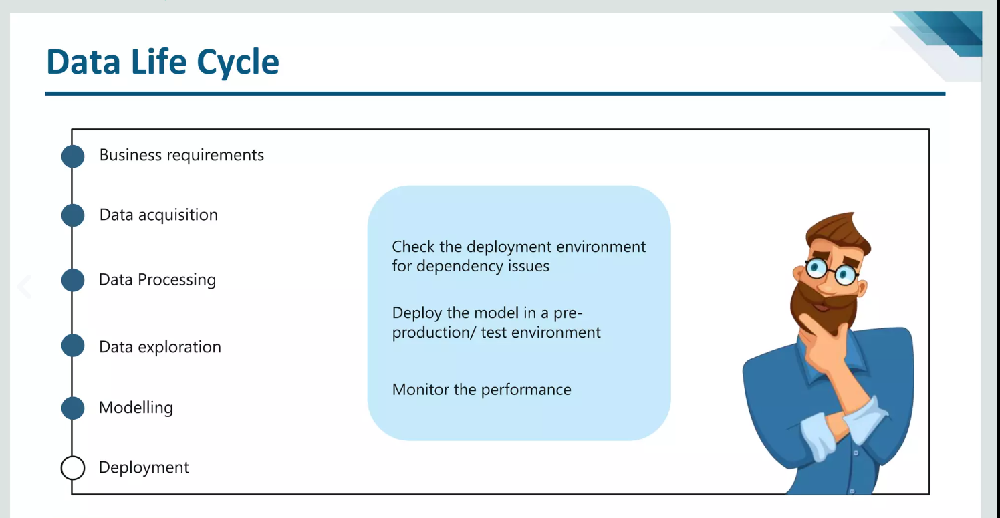 Data Life Cycle
Business requirements
Data acquisition
Data Processing
Data exploration
Modelling
Deployment
Check the deployment environment
for dependency issues
Deploy the model in a pre-
production/ test environment
Monitor the performance